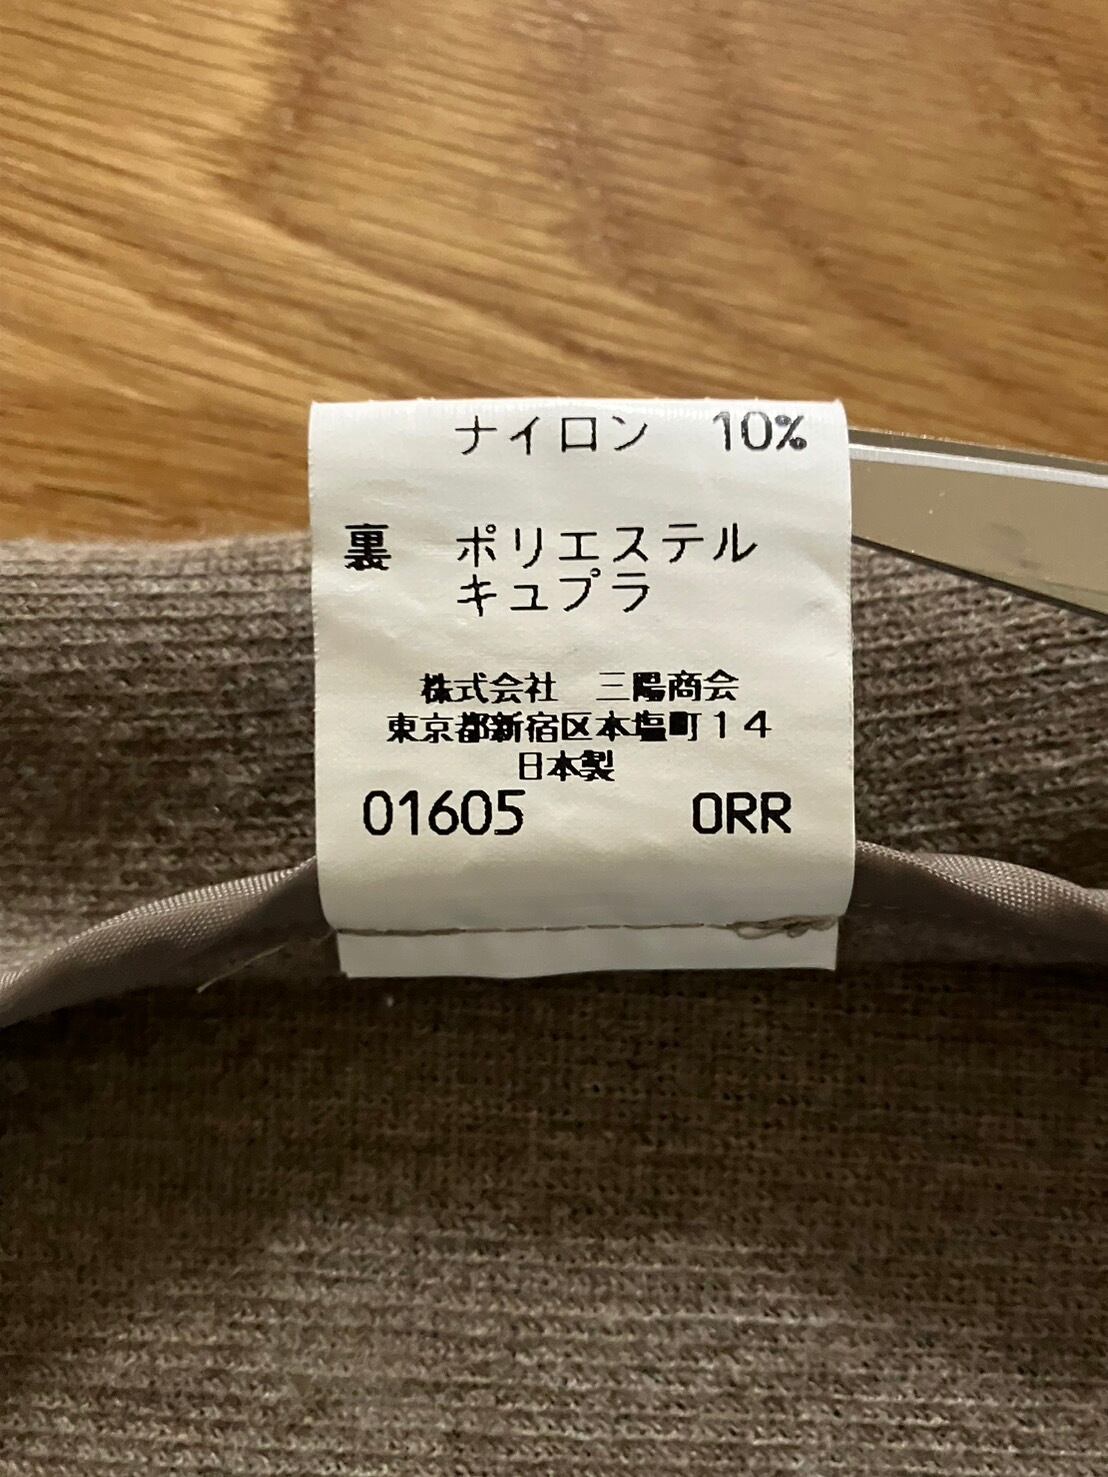 ナイロン　10%
裏　ポリエステル
キュプラ
株式会社　三陽商会
東京都新宿区本塩町１４
日本製
01605　0RR